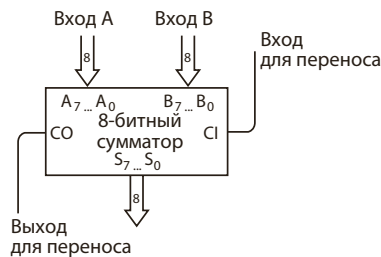 Вход A Вход B
Вход
для переноса
8 8
A7 ... A0 B7 ... B0
8-битный
CO сумматор CI
S7 ... S0
8
Выход
для переноса